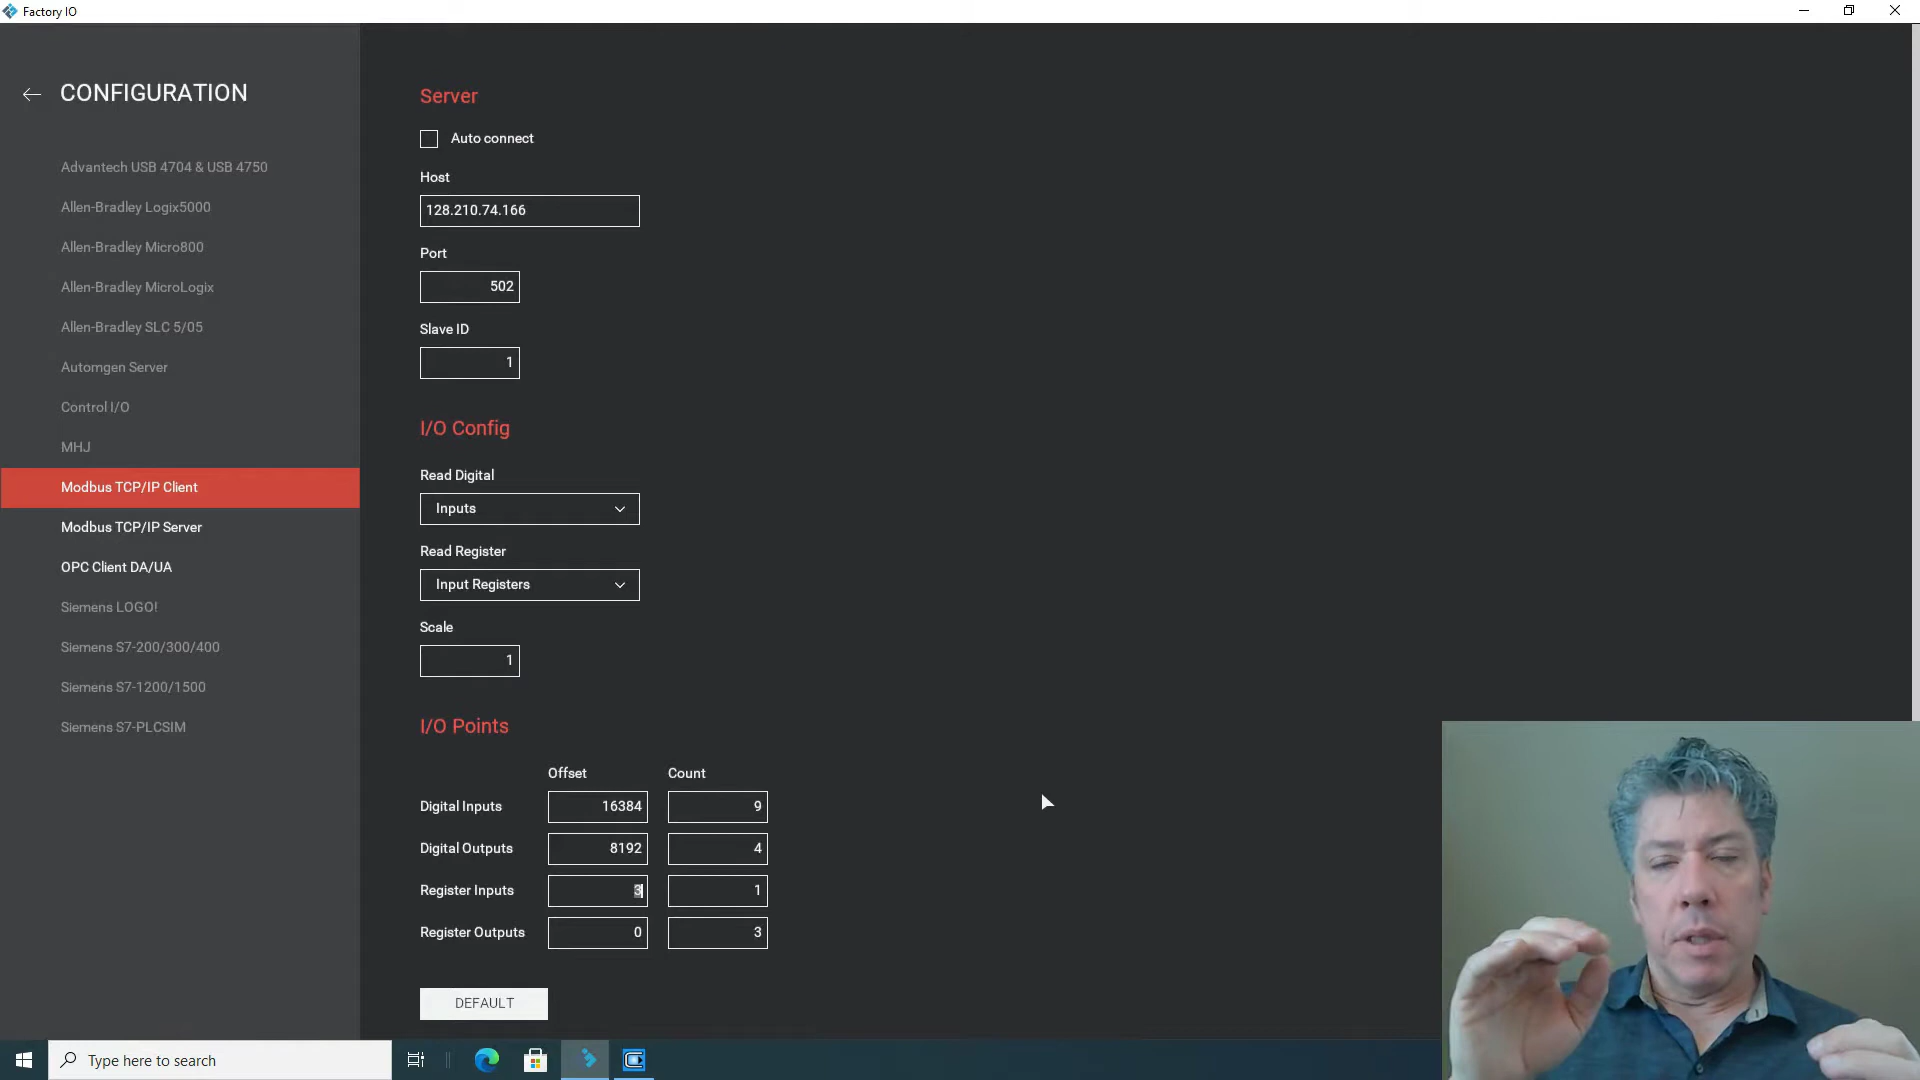 Factory IO
CONFIGURATION
Advantech USB 4704 & USB 4750
Allen-Bradley Logix5000
Allen-Bradley Micro800
Allen-Bradley MicroLogix
Allen-Bradley SLC 5/05
Automgen Server
Control I/O
MHJ
Modbus TCP/IP Client
Modbus TCP/IP Server
OPC Client DA/UA
Siemens LOGO!
Siemens S7-200/300/400
Siemens S7-1200/1500
Siemens S7-PLCSIM
Server
Auto connect
Host
128.210.74.166
Port
502
Slave ID
1
I/O Config
Read Digital
Inputs
Read Register
Input Registers
Scale
1
I/O Points
Offset Count
Digital Inputs 16384 9
Digital Outputs 8192 4
Register Inputs 3 1
Register Outputs 0 3
DEFAULT
Type here to search